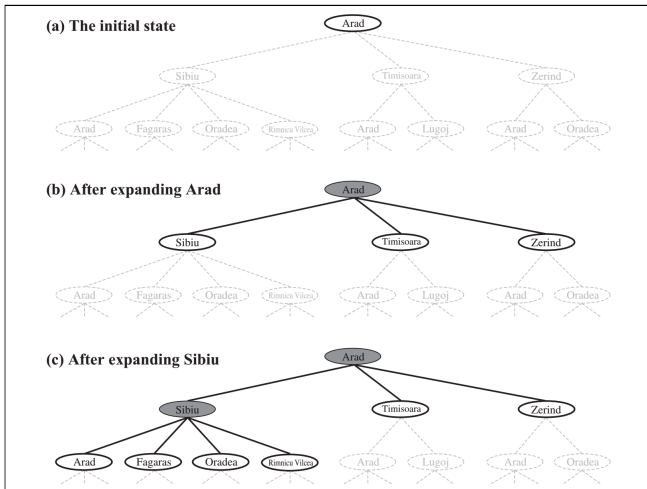 (a) The initial state
Arad
Sibiu Timisoara Zerind
Arad Fagaras Oradea Rimnicu Vilcea Arad Lugoj Arad Oradea
(b) After expanding Arad
Arad
Sibiu Timisoara Zerind
Arad Fagaras Oradea Rimnicu Vilcea Arad Lugoj Arad Oradea
(c) After expanding Sibiu
Arad
Sibiu Timisoara Zerind
Arad Fagaras Oradea Rimnicu Vilcea Arad Lugoj Arad Oradea